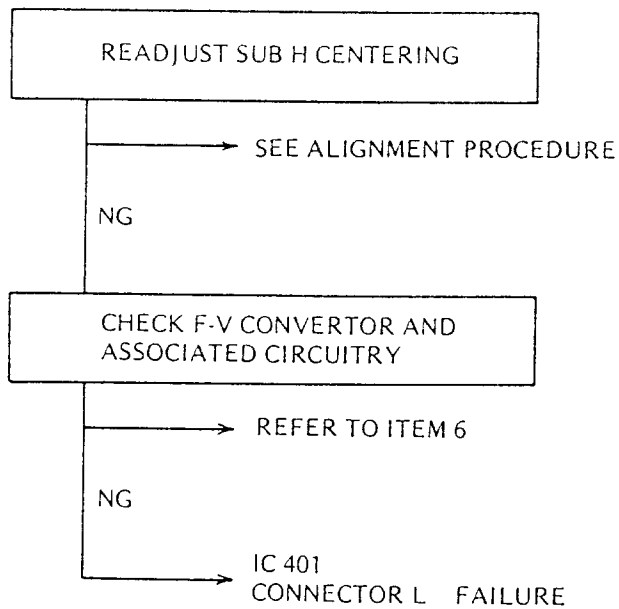 READJUST SUB H CENTERING
SEE ALIGNMENT PROCEDURE
NG
CHECK F-V CONVERTOR AND
ASSOCIATED CIRCUITRY
REFER TO ITEM 6
NG
IC 401
CONNECTOR L FAILURE